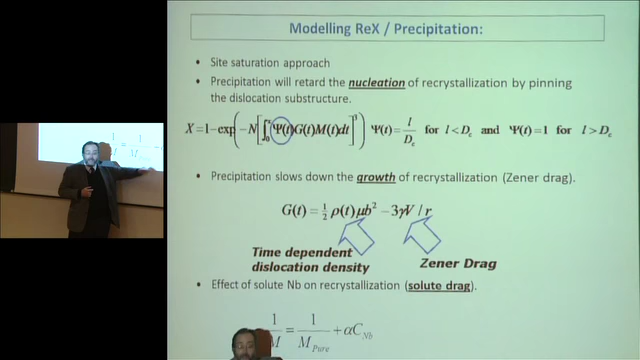 Modelling ReX / Precipitation:
• Site saturation approach
• Precipitation will retard the nucleation of recrystallization by pinning
the dislocation substructure.
X = 1 − exp(−N[∫₀ᵗ Ψ(t)G(t)M(t)dt]³) Ψ(t) = l/D_c for l < D_c and Ψ(t) = 1 for l > D_c
• Precipitation slows down the growth of recrystallization (Zener drag).
G(t) = ½ ρ(t)μb² − 3γV / r
Time dependent
dislocation density
Zener Drag
• Effect of solute Nb on recrystallization (solute drag).
M = 1/M_Pure + αC_Nb